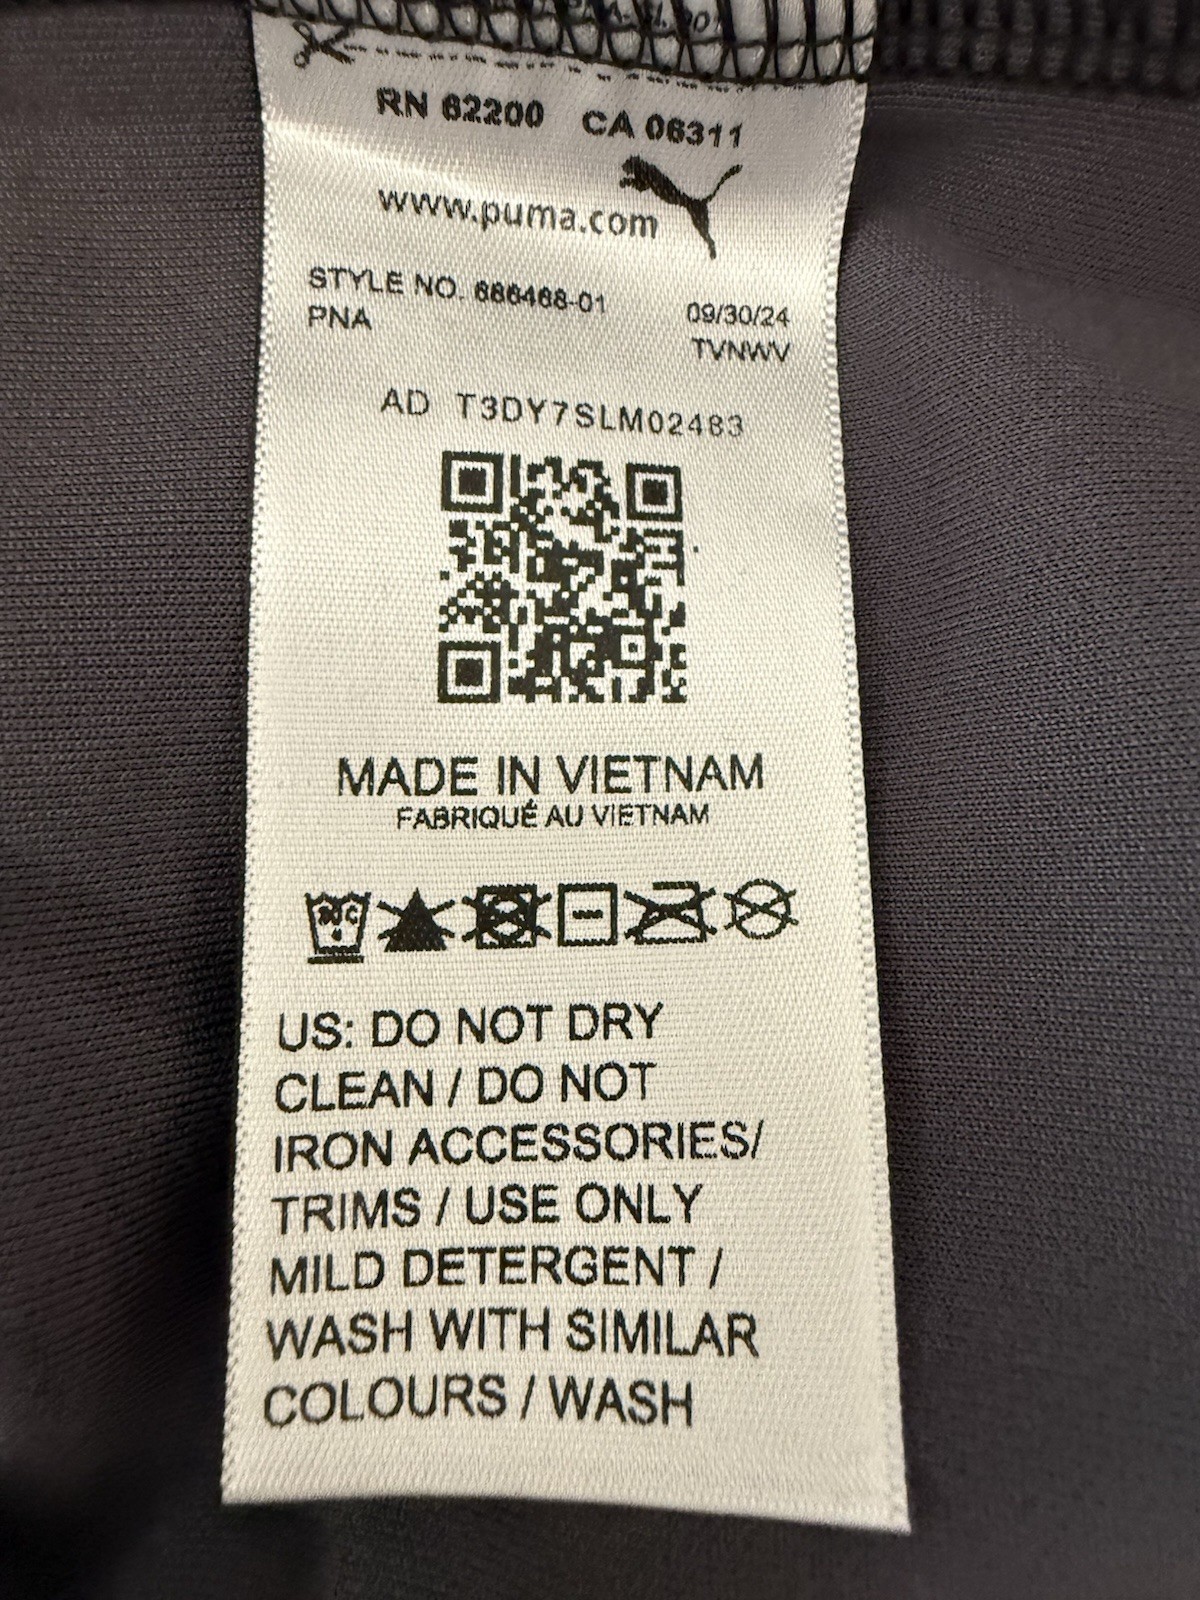 RN 62200 CA 06311
www.puma.com
STYLE NO. 686468-01 09/30/24
PNA TVNWV
AD T3DY7SLM02483
MADE IN VIETNAM
FABRIQUÉ AU VIETNAM
30°C
US: DO NOT DRY
CLEAN / DO NOT
IRON ACCESSORIES/
TRIMS / USE ONLY
MILD DETERGENT /
WASH WITH SIMILAR
COLOURS / WASH